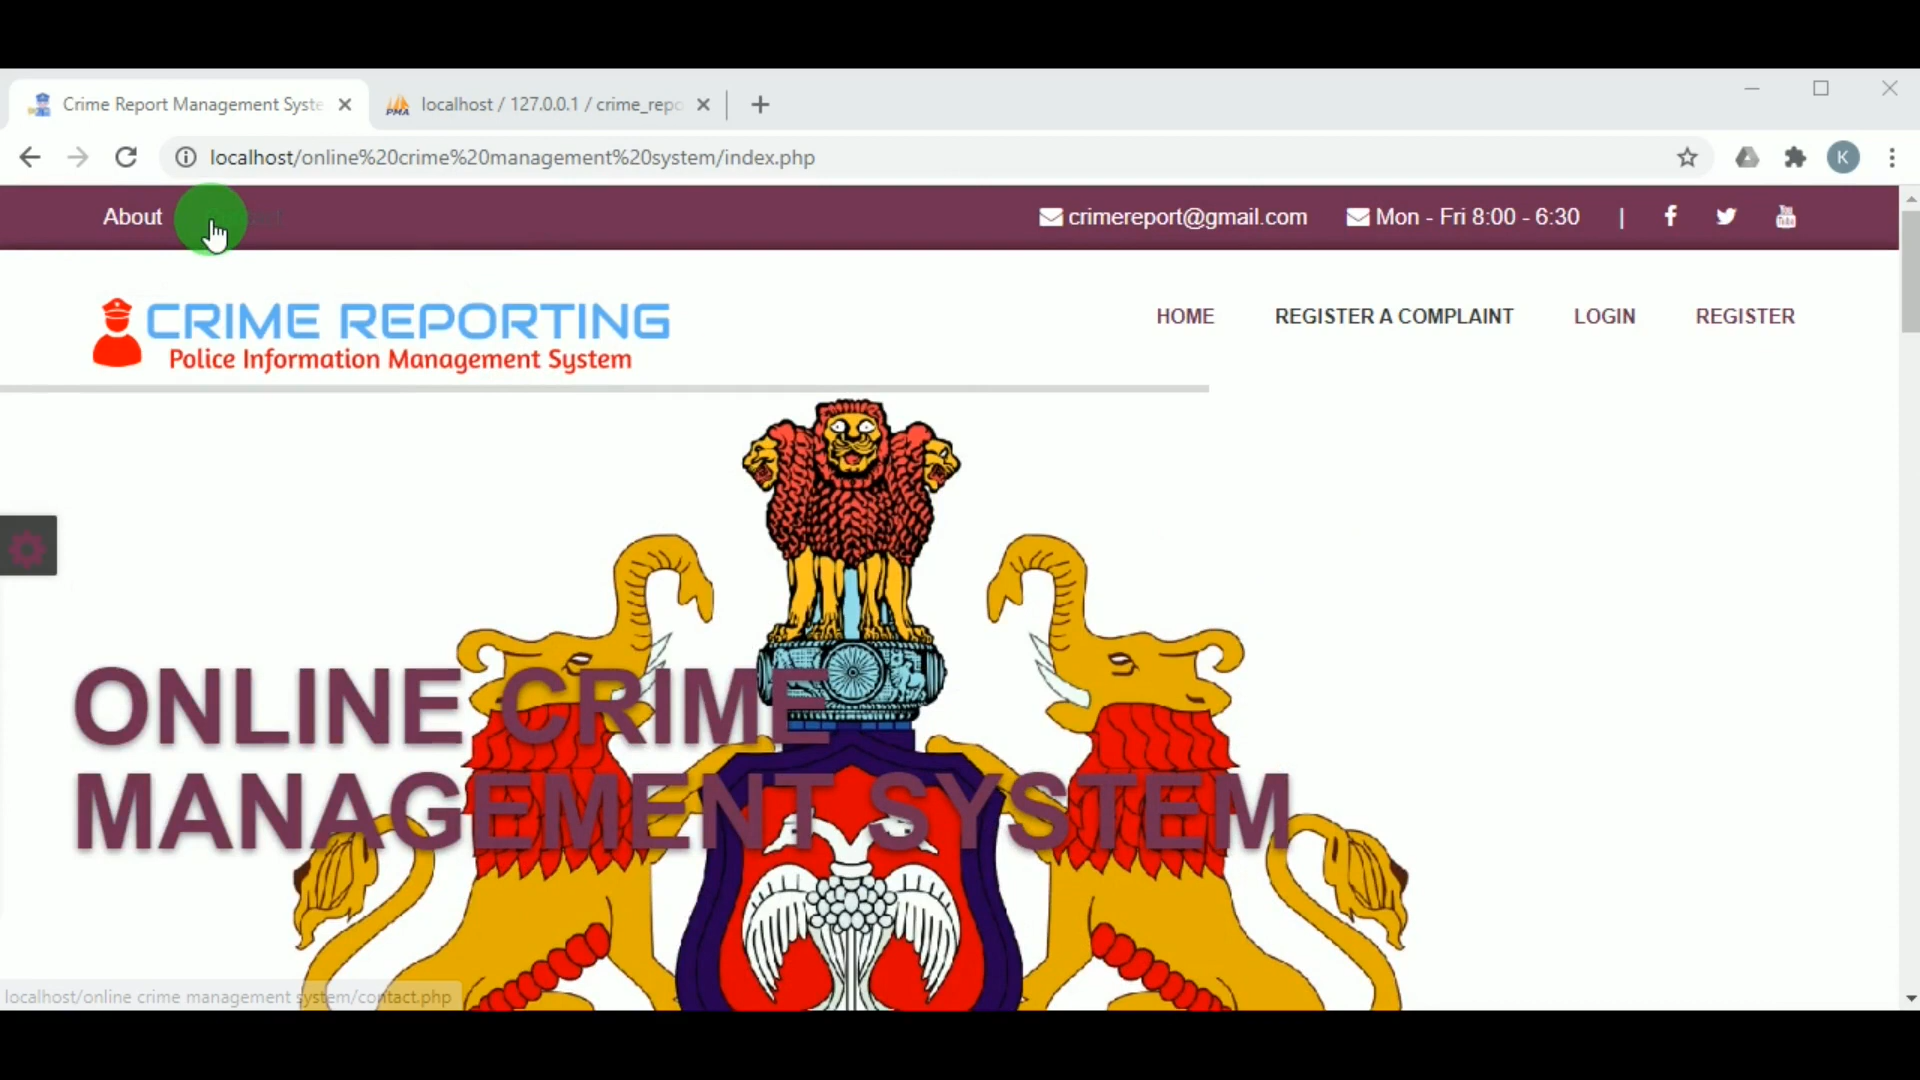 Crime Report Management Syste
localhost / 127.0.0.1 / crime_repo
localhost/online%20crime%20management%20system/index.php
K
About
crimereport@gmail.com
Mon - Fri 8:00 - 6:30
|
CRIME REPORTING
Police Information Management System
HOME
REGISTER A COMPLAINT
LOGIN
REGISTER
ONLINE CRIME
MANAGEMENT SYSTEM
localhost/online crime management system/contact.php